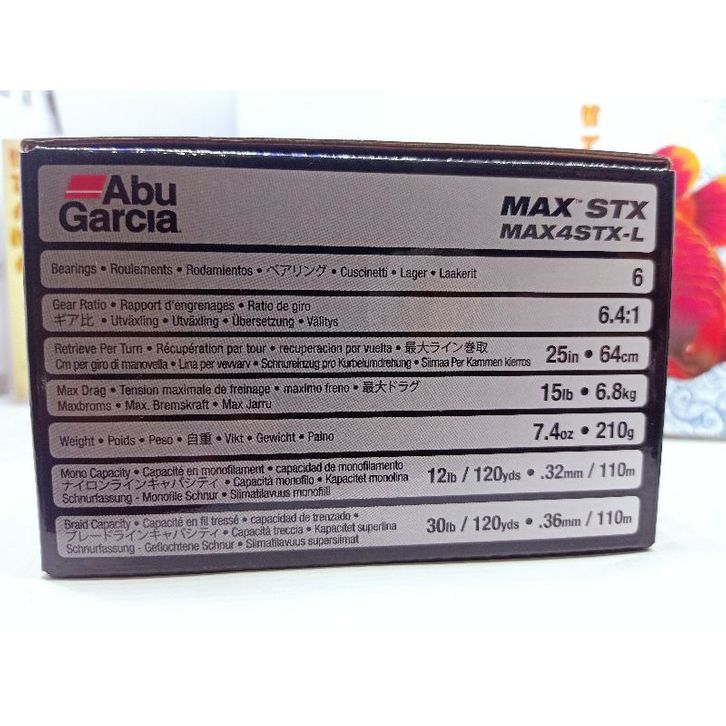 Abu
Garcia
MAX™ STX
MAX4STX-L
Bearings • Roulements • Rodamientos • ベアリング • Cuscinetti • Lager • Laakerit
6
Gear Ratio • Rapport d'engrenages • Ratio de giro
ギア比 • Utväxling • Utväxling • Übersetzung • Välitys
6.4:1
Retrieve Per Turn • Récupération par tour • recuperacion por vuelta • 最大ライン巻取
Cm per giro di manovella • Lina per vevvarv • Schnureinzug pro Kurbelumdrehung • Siimaa Per Kammen kierros
25in • 64cm
Max Drag • Tension maximale de freinage • maximo freno • 最大ドラグ
Maxbroms • Max. Bremskraft • Max Jarru
15lb • 6.8kg
Weight • Poids • Peso • 自重 • Vikt • Gewicht • Paino
7.4oz • 210g
Mono Capacity • Capacité en monofilament • capacidad de monofilamento
ナイロンラインキャパシティ • Capacità monofilo • Kapacitet monolina
Schnurfassung - Monofile Schnur • Siimatilavuus monofiili
12lb / 120yds • .32mm / 110m
Braid Capacity • Capacité en fil tressé • capacidad de trenzado •
ブレードラインキャパシティ • Capacità treccia • Kapacitet superlina
Schnurfassung - Geflochtene Schnur • Siimatilavuus supersiimat
30lb / 120yds • .36mm / 110m